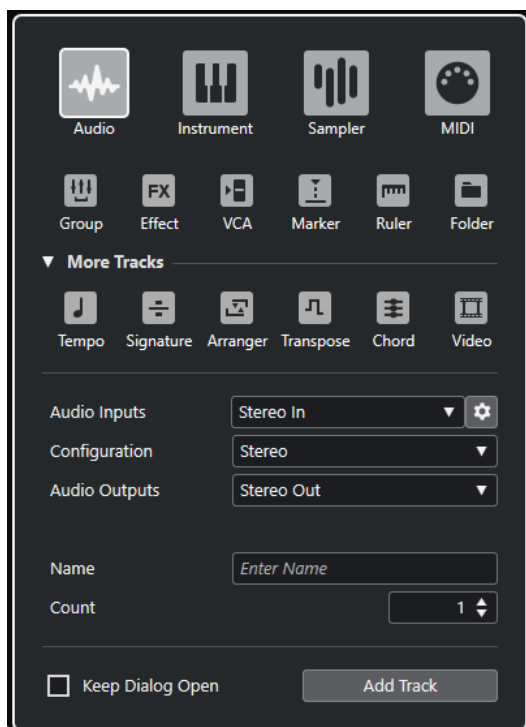 Audio Instrument Sampler MIDI
FX
Group Effect VCA Marker Ruler Folder
▼ More Tracks
Tempo Signature Arranger Transpose Chord Video
Audio Inputs Stereo In
Configuration Stereo
Audio Outputs Stereo Out
Name Enter Name
Count 1
Keep Dialog Open Add Track